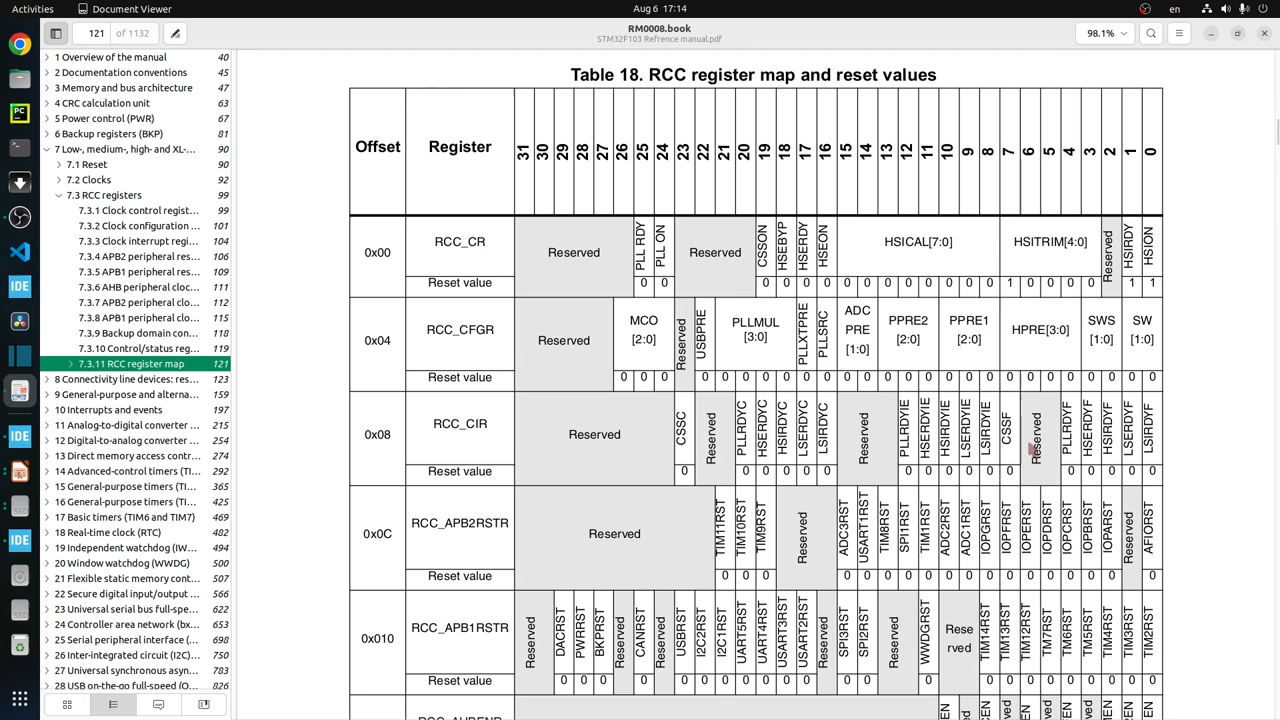 Activities
Document Viewer
Aug 6 17:14
en
121 of 1132
RM0008.book
STM32F103 Refrence manual.pdf
98.1%
1 Overview of the manual 40
2 Documentation conventions 45
3 Memory and bus architecture 47
4 CRC calculation unit 63
5 Power control (PWR) 67
6 Backup registers (BKP) 81
7 Low-, medium-, high- and XL-... 90
7.1 Reset 90
7.2 Clocks 92
7.3 RCC registers 99
7.3.1 Clock control regist... 99
7.3.2 Clock configuration ... 101
7.3.3 Clock interrupt regi... 104
7.3.4 APB2 peripheral res... 106
7.3.5 APB1 peripheral res... 109
7.3.6 AHB peripheral cloc... 111
7.3.7 APB2 peripheral clo... 112
7.3.8 APB1 peripheral clo... 115
7.3.9 Backup domain con... 118
7.3.10 Control/status reg... 119
7.3.11 RCC register map 121
8 Connectivity line devices: res... 123
9 General-purpose and alterna... 159
10 Interrupts and events 197
11 Analog-to-digital converter ... 215
12 Digital-to-analog converter ... 254
13 Direct memory access contr... 274
14 Advanced-control timers (TI... 292
15 General-purpose timers (TI... 365
16 General-purpose timers (TI... 425
17 Basic timers (TIM6 and TIM7) 469
18 Real-time clock (RTC) 482
19 Independent watchdog (IW... 494
20 Window watchdog (WWDG) 500
21 Flexible static memory cont... 507
22 Secure digital input/output ... 566
23 Universal serial bus full-spe... 622
24 Controller area network (bx... 653
25 Serial peripheral interface (... 698
26 Inter-integrated circuit (I2C)... 750
27 Universal synchronous asyn... 783
28 USB on-the-go full-speed (O... 826
Table 18. RCC register map and reset values
Offset Register 31 30 29 28 27 26 25 24 23 22 21 20 19 18 17 16 15 14 13 12 11 10 9 8 7 6 5 4 3 2 1 0
0x00 RCC_CR Reserved PLL RDY PLL ON Reserved CSSON HSEBYP HSERDY HSEON HSICAL[7:0] HSITRIM[4:0] Reserved HSIRDY HSION
Reset value 0 0 0 0 0 0 0 0 0 0 0 0 0 0 1 0 0 0 0 1 1
0x04 RCC_CFGR Reserved MCO [2:0] Reserved USBPRE PLLMUL [3:0] PLLXTPRE PLLSRC ADC PRE [1:0] PPRE2 [2:0] PPRE1 [2:0] HPRE[3:0] SWS [1:0] SW [1:0]
Reset value 0 0 0 0 0 0 0 0 0 0 0 0 0 0 0 0 0 0 0 0 0 0 0 0 0 0
0x08 RCC_CIR Reserved CSSC Reserved PLLRDYC HSERDYC HSIRDYC LSERDYC LSIRDYC Reserved PLLRDYIE HSERDYIE HSIRDYIE LSERDYIE LSIRDYIE CSSF Reserved PLLRDYF HSERDYF HSIRDYF LSERDYF LSIRDYF
Reset value 0 0 0 0 0 0 0 0 0 0 0 0 0 0 0 0 0
0x0C RCC_APB2RSTR Reserved TIM11RST TIM10RST TIM9RST Reserved ADC3RST USART1RST TIM8RST SPI1RST TIM1RST ADC2RST ADC1RST IOPGRST IOPFRST IOPERST IOPDRST IOPCRST IOPBRST IOPARST Reserved AFIORST
Reset value 0 0 0 0 0 0 0 0 0 0 0 0 0 0 0 0 0 0
0x010 RCC_APB1RSTR Reserved DACRST PWRRST BKPRST Reserved CANRST Reserved USBRST I2C2RST I2C1RST UART5RST UART4RST USART3RST USART2RST Reserved SPI3RST SPI2RST Reserved WWDGRST Rese rved TIM14RST TIM13RST TIM12RST TIM7RST TIM6RST TIM5RST TIM4RST TIM3RST TIM2RST
Reset value 0 0 0 0 0 0 0 0 0 0 0 0 0 0 0 0 0 0 0 0 0 0 0